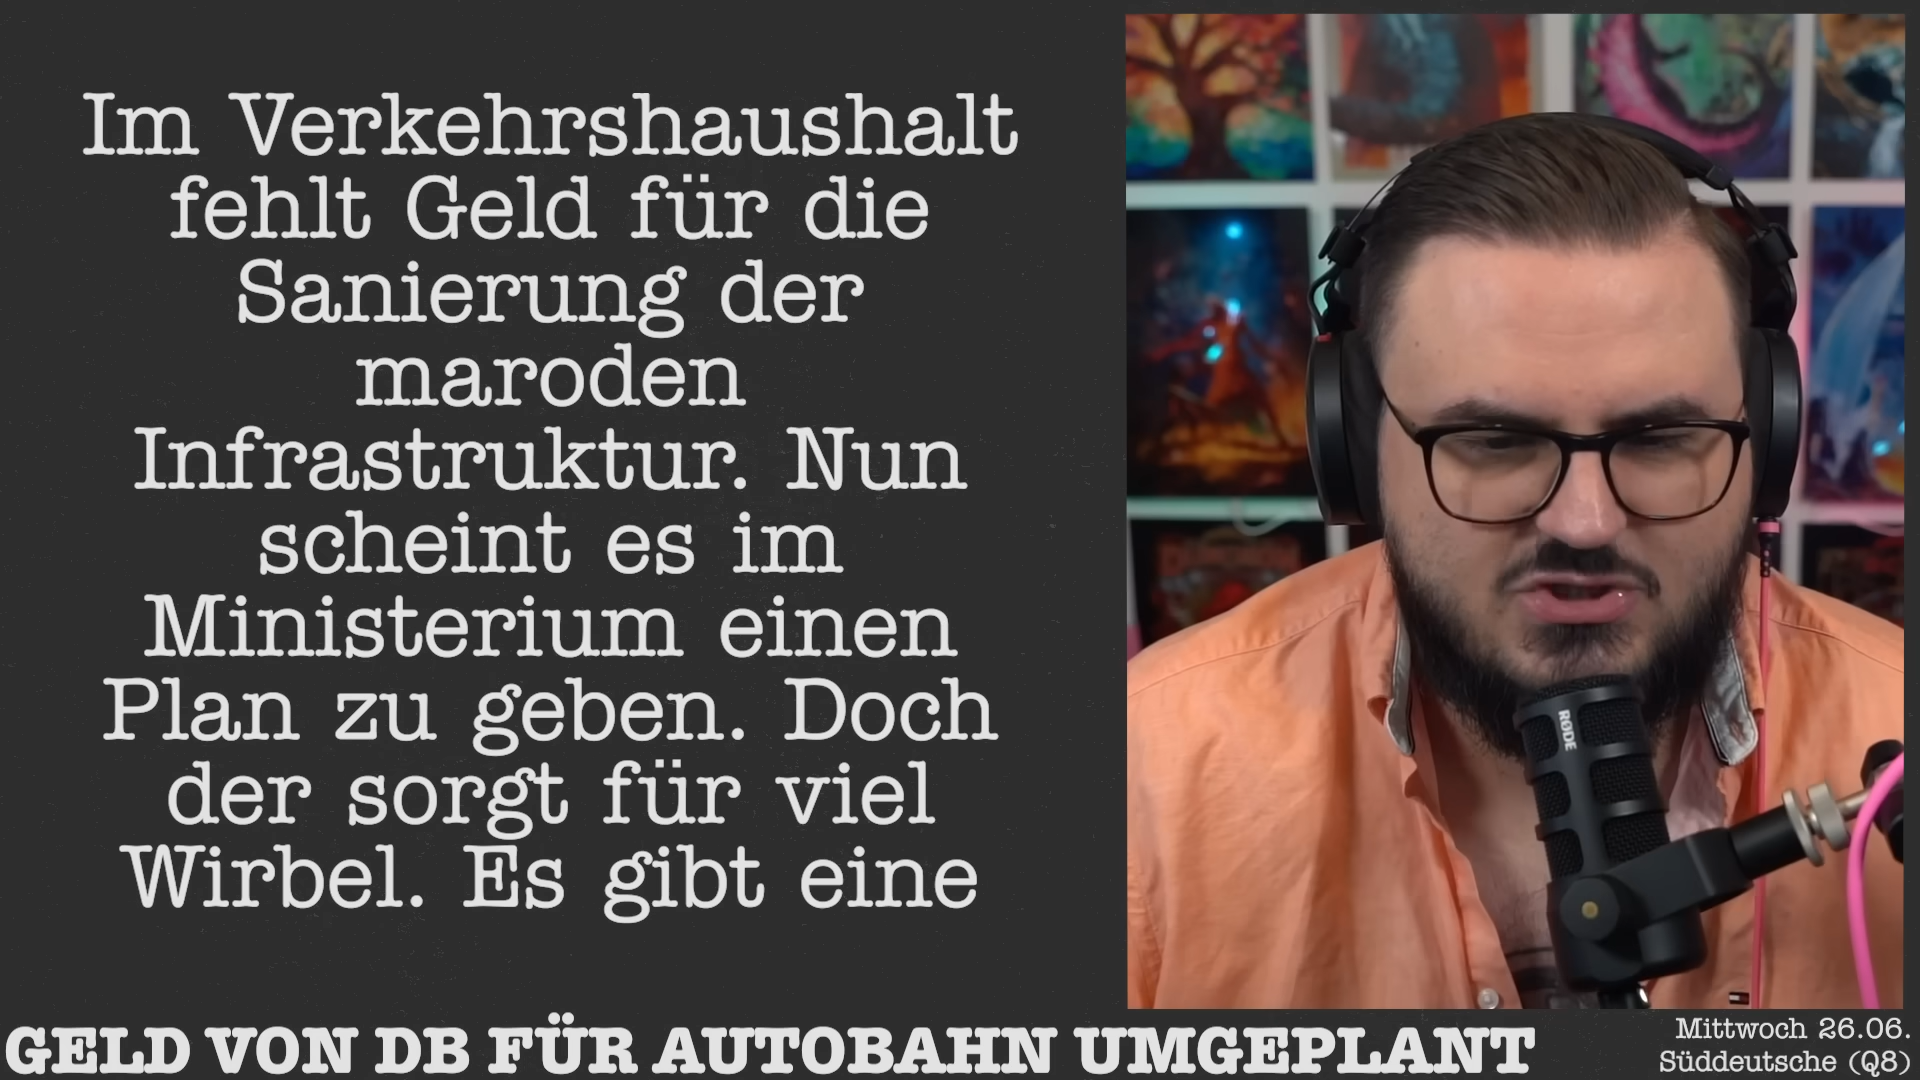 Im Verkehrshaushalt
fehlt Geld für die
Sanierung der
maroden
Infrastruktur. Nun
scheint es im
Ministerium einen
Plan zu geben. Doch
der sorgt für viel
Wirbel. Es gibt eine
RØDE
GELD VON DB FÜR AUTOBAHN UMGEPLANT
Mittwoch 26.06.
Süddeutsche (Q8)